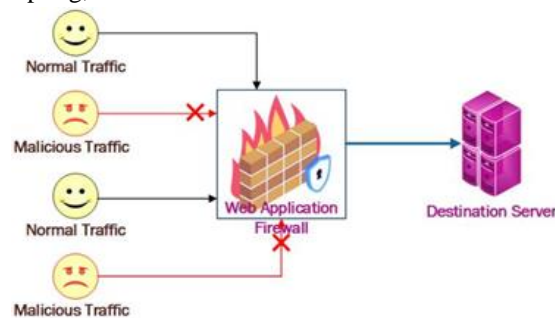 Normal Traffic
Malicious Traffic
Normal Traffic
Web Application
Firewall
Destination Server
Malicious Traffic